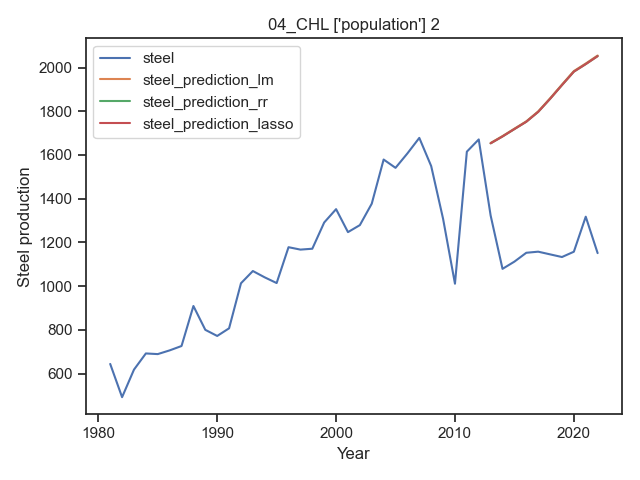 04_CHL ['population'] 2
steel
steel_prediction_lm
steel_prediction_rr
steel_prediction_lasso
Steel production
2000
1800
1600
1400
1200
1000
800
600
1980
1990
2000
2010
2020
Year